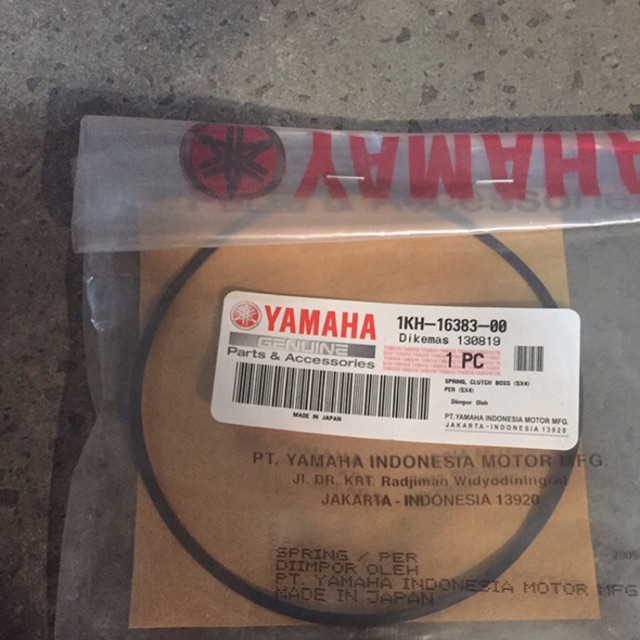 YAMAHA
YAMAHA
GENUINE
Parts & Accessories
1KH-16383-00
Dikemas 130819
1 PC
SPRING, CLUTCH BOSS (SX4)
PER (SX4)
Diimpor Oleh
MADE IN JAPAN
PT. YAMAHA INDONESIA MOTOR MFG.
JAKARTA - INDONESIA 13920
PT. YAMAHA INDONESIA MOTOR MFG.
Jl. DR. KRT. Radjiman Widyodiningrat
JAKARTA - INDONESIA 13920
SPRING / PER
DIIMPOR OLEH
PT. YAMAHA INDONESIA MOTOR MFG
MADE IN JAPAN